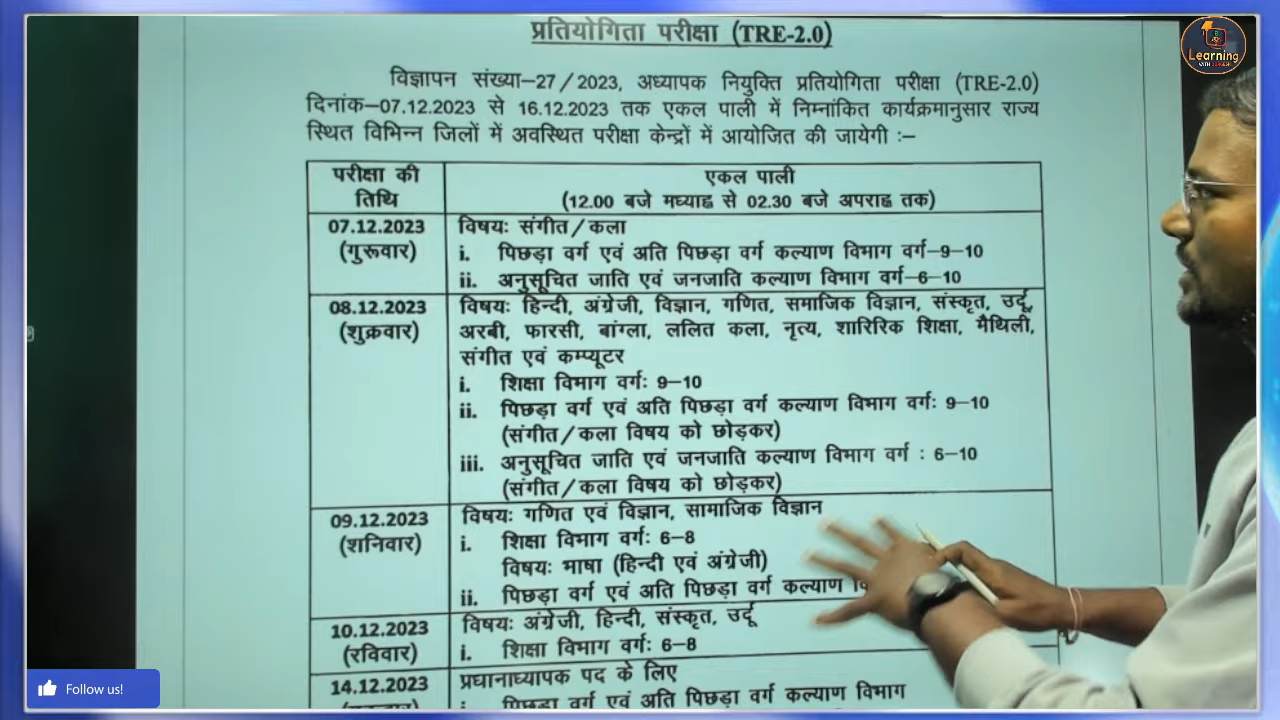 प्रतियोगिता परीक्षा (TRE-2.0)
विज्ञापन संख्या–27/2023, अध्यापक नियुक्ति प्रतियोगिता परीक्षा (TRE-2.0)
दिनांक–07.12.2023 से 16.12.2023 तक एकल पाली में निम्नांकित कार्यक्रमानुसार राज्य
स्थित विभिन्न जिलों में अवस्थित परीक्षा केन्द्रों में आयोजित की जायेगी :–
परीक्षा की
तिथि
एकल पाली
(12.00 बजे मध्याह्न से 02.30 बजे अपराह्न तक)
07.12.2023
(गुरूवार)
विषयः संगीत/कला
i. पिछड़ा वर्ग एवं अति पिछड़ा वर्ग कल्याण विभाग वर्ग–9–10
ii. अनुसूचित जाति एवं जनजाति कल्याण विभाग वर्ग–6–10
08.12.2023
(शुक्रवार)
विषयः हिन्दी, अंग्रेजी, विज्ञान, गणित, समाजिक विज्ञान, संस्कृत, उर्दू,
अरबी, फारसी, बांग्ला, ललित कला, नृत्य, शारिरिक शिक्षा, मैथिली,
संगीत एवं कम्प्यूटर
i. शिक्षा विभाग वर्गः 9–10
ii. पिछड़ा वर्ग एवं अति पिछड़ा वर्ग कल्याण विभाग वर्गः 9–10
(संगीत/कला विषय को छोड़कर)
iii. अनुसूचित जाति एवं जनजाति कल्याण विभाग वर्ग : 6–10
(संगीत/कला विषय को छोड़कर)
09.12.2023
(शनिवार)
विषयः गणित एवं विज्ञान, सामाजिक विज्ञान
i. शिक्षा विभाग वर्गः 6–8
विषयः भाषा (हिन्दी एवं अंग्रेजी)
ii. पिछड़ा वर्ग एवं अति पिछड़ा वर्ग कल्याण
10.12.2023
(रविवार)
विषयः अंग्रेजी, हिन्दी, संस्कृत, उर्दू
i. शिक्षा विभाग वर्गः 6–8
14.12.2023
प्रधानाध्यापक पद के लिए
i. पिछड़ा वर्ग एवं अति पिछड़ा वर्ग कल्याण विभाग
Learning
Follow us!